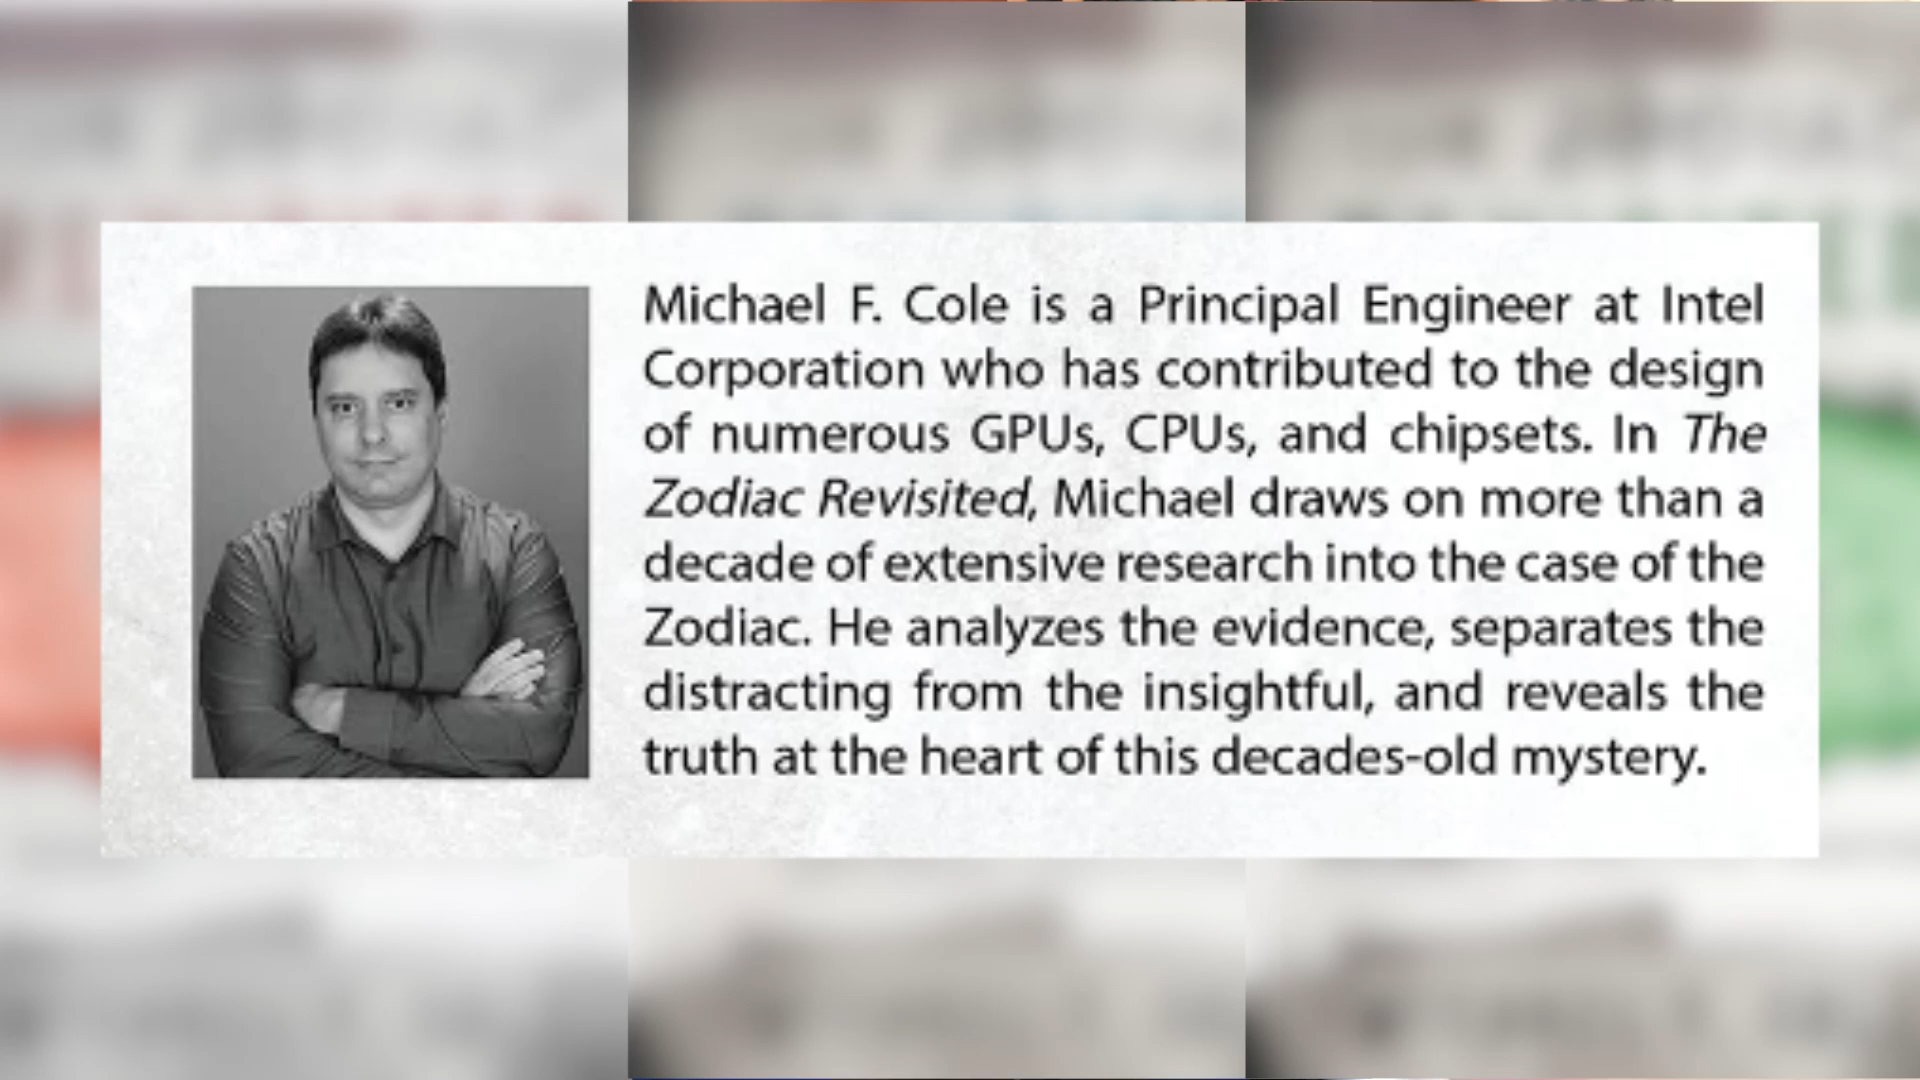 Michael F. Cole is a Principal Engineer at Intel
Corporation who has contributed to the design
of numerous GPUs, CPUs, and chipsets. In The
Zodiac Revisited, Michael draws on more than a
decade of extensive research into the case of the
Zodiac. He analyzes the evidence, separates the
distracting from the insightful, and reveals the
truth at the heart of this decades-old mystery.